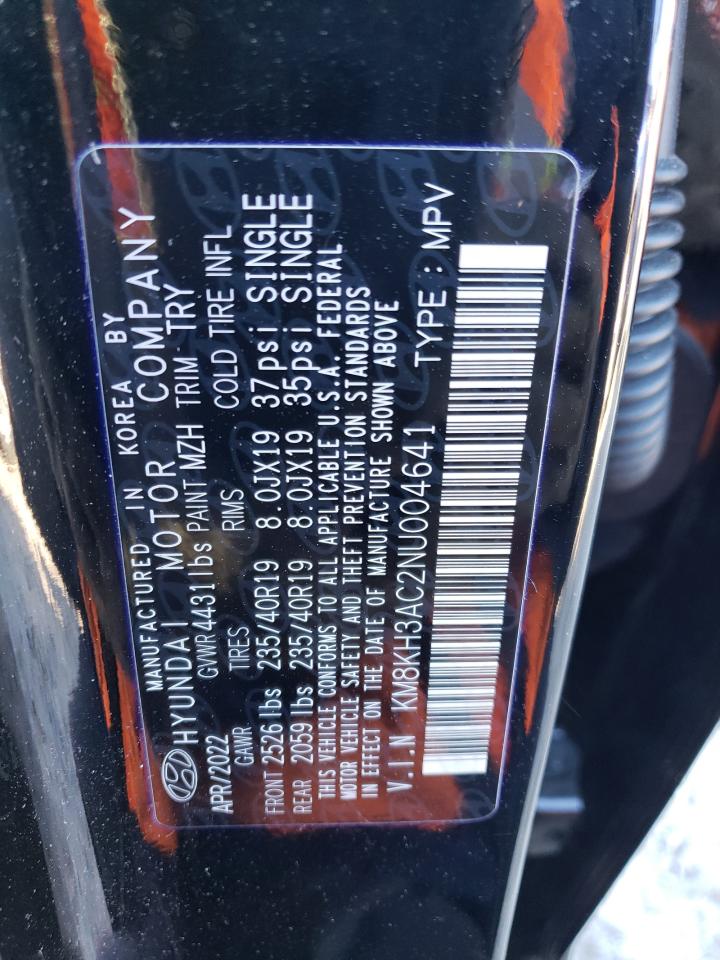 MANUFACTURED IN KOREA BY
HYUNDAI MOTOR COMPANY
APR/2022 GVWR 4431 lbs PAINT MZH TRIM TRY
GAWR TIRES RIMS COLD TIRE INFL
FRONT 2526 lbs 235/40R19 8.0JX19 37psi SINGLE
REAR 2059 lbs 235/40R19 8.0JX19 35psi SINGLE
THIS VEHICLE CONFORMS TO ALL APPLICABLE U.S.A. FEDERAL
MOTOR VEHICLE SAFETY AND THEFT PREVENTION STANDARDS
IN EFFECT ON THE DATE OF MANUFACTURE SHOWN ABOVE
V.I.N KM8KH3AC2NU004641 TYPE : MPV